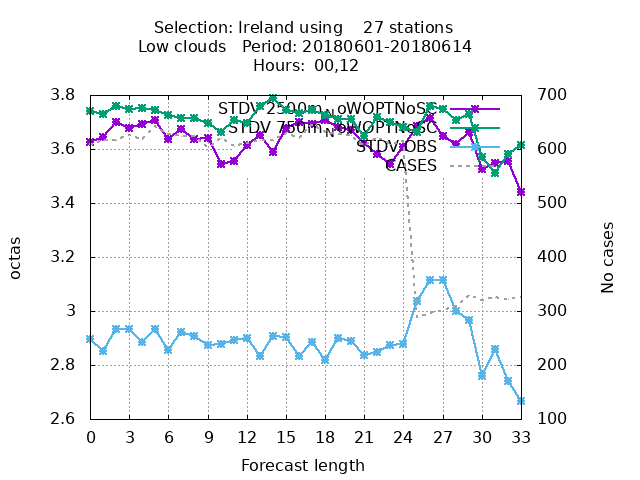 Selection: Ireland using 27 stations
Low clouds Period: 20180601-20180614
Hours: 00,12
3.8
3.6
3.4
3.2
3
2.8
2.6
octas
STDV 2500m_NoWOPTNoSC
STDV 750m_NoWOPTNoSC
STDV OBS
CASES
700
600
500
400
300
200
100
No cases
0 3 6 9 12 15 18 21 24 27 30 33
Forecast length